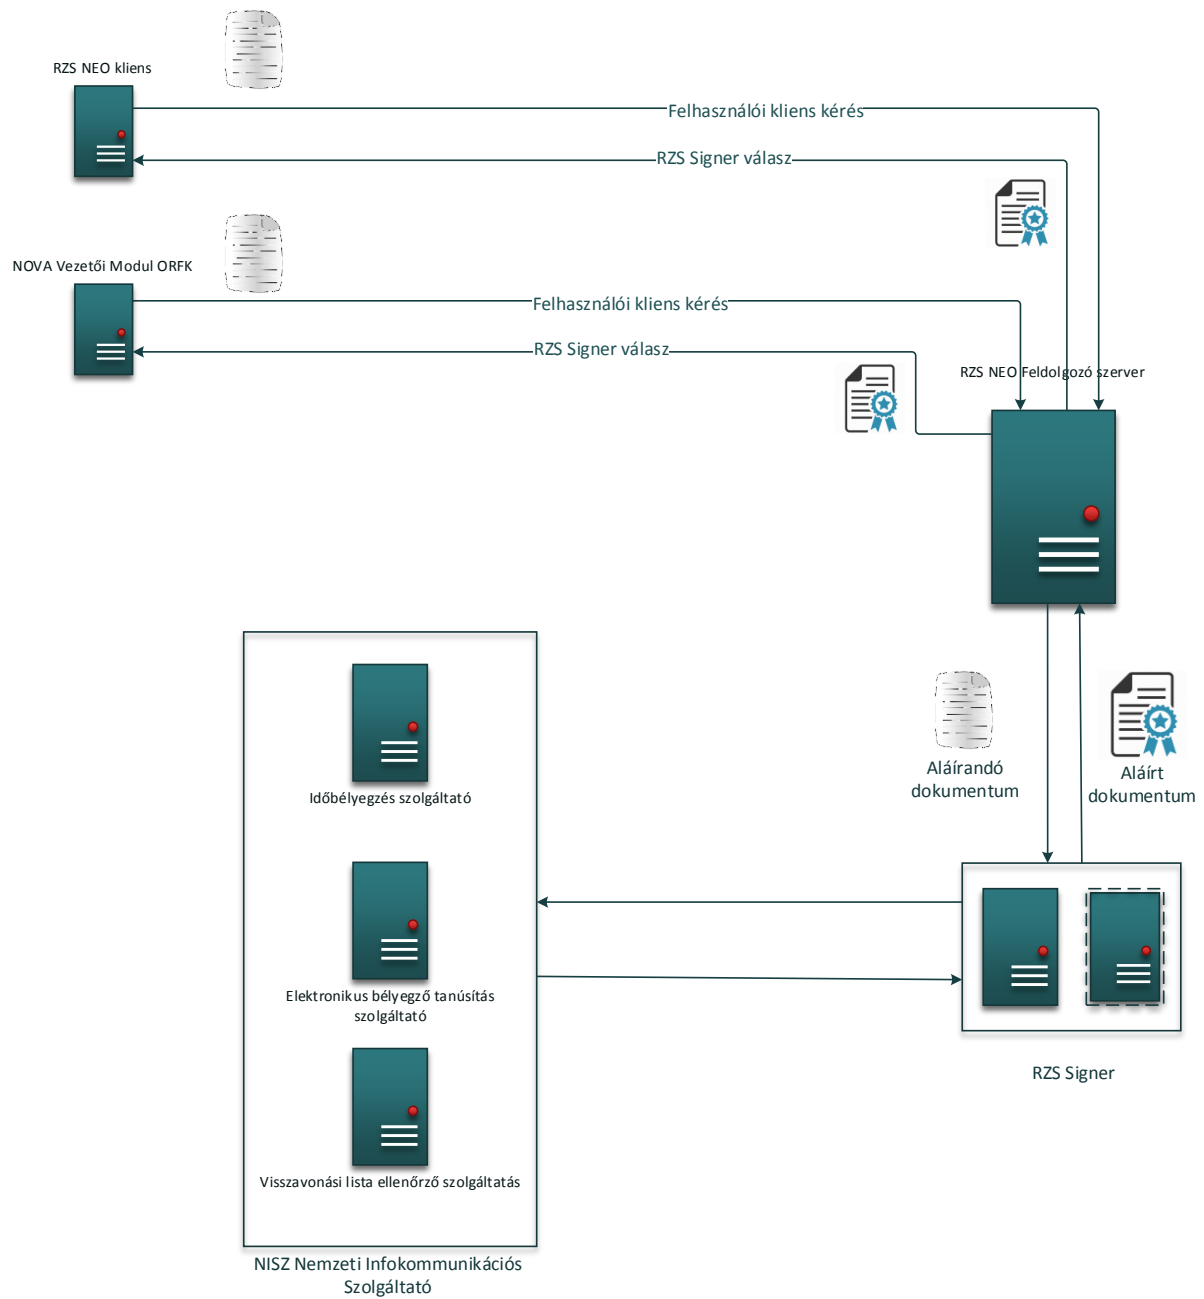 RZS NEO kliens
Felhasználói kliens kérés
RZS Signer válasz
NOVA Vezetői Modul ORFK
Felhasználói kliens kérés
RZS Signer válasz
RZS NEO Feldolgozó szerver
Aláírandó
dokumentum
Aláírt
dokumentum
Időbélyegzés szolgáltató
Elektronikus bélyegző tanúsítás
szolgáltató
RZS Signer
Visszavonási lista ellenőrző szolgáltatás
NISZ Nemzeti Infokommunikációs
Szolgáltató